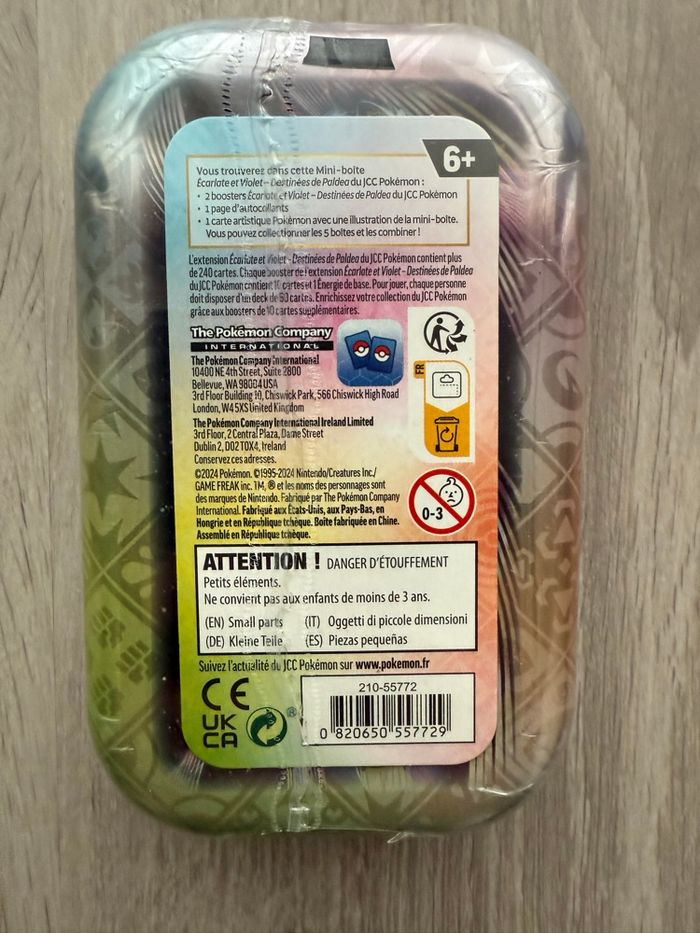 6+
Vous trouverez dans cette Mini-boîte
Écarlate et Violet – Destinées de Paldea du JCC Pokémon :
• 2 boosters Écarlate et Violet – Destinées de Paldea du JCC Pokémon
• 1 page d'autocollants
• 1 carte artistique Pokémon avec une illustration de la mini-boîte.
Vous pouvez collectionner les 5 boîtes et les combiner !
L'extension Écarlate et Violet - Destinées de Paldea du JCC Pokémon contient plus
de 240 cartes. Chaque booster de l'extension Écarlate et Violet - Destinées de Paldea
du JCC Pokémon contient 10 cartes et 1 Énergie de base. Pour jouer, chaque personne
doit disposer d'un deck de 60 cartes. Enrichissez votre collection du JCC Pokémon
grâce aux boosters de 10 cartes supplémentaires.
The Pokémon Company
INTERNATIONAL
The Pokémon Company International
10400 NE 4th Street, Suite 2800
Bellevue, WA 98004 USA
3rd Floor Building 10, Chiswick Park, 566 Chiswick High Road
London, W4 5XS United Kingdom
The Pokémon Company International Ireland Limited
3rd Floor, 2 Central Plaza, Dame Street
Dublin 2, D02 T0X4, Ireland
Conservez ces adresses.
FR
©2024 Pokémon. ©1995-2024 Nintendo/Creatures Inc./
GAME FREAK inc. TM, ® et les noms des personnages sont
des marques de Nintendo. Fabriqué par The Pokémon Company
International. Fabriqué aux États-Unis, aux Pays-Bas, en
Hongrie et en République tchèque. Boîte fabriquée en Chine.
Assemblé en République tchèque.
0-3
ATTENTION ! DANGER D'ÉTOUFFEMENT
Petits éléments.
Ne convient pas aux enfants de moins de 3 ans.
(EN) Small parts (IT) Oggetti di piccole dimensioni
(DE) Kleine Teile (ES) Piezas pequeñas
Suivez l'actualité du JCC Pokémon sur www.pokemon.fr
CE
UK
CA
®
210-55772
0 820650 557729